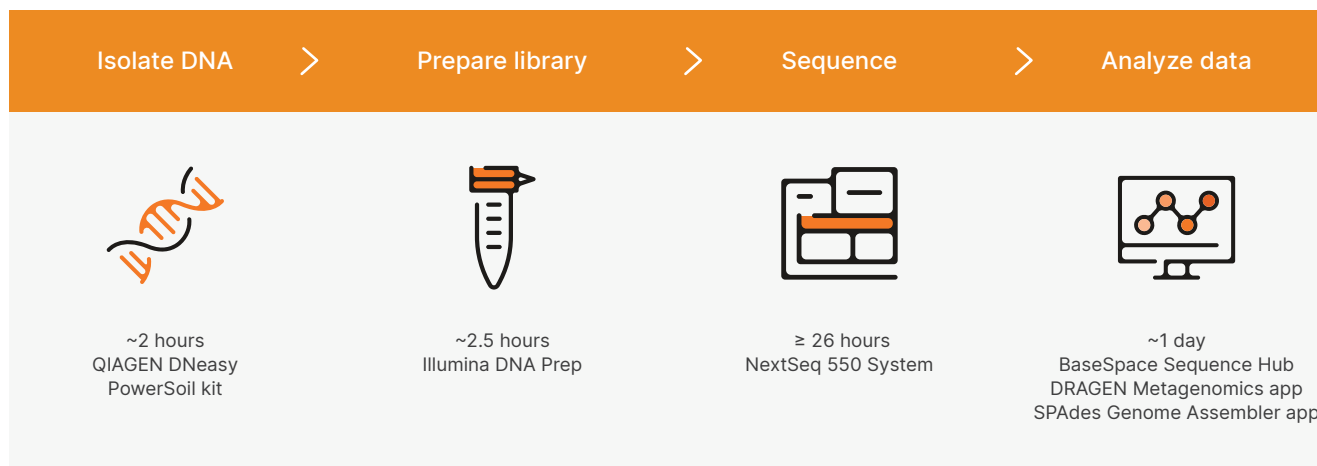 Isolate DNA
Prepare library
Sequence
Analyze data
~2 hours
QIAGEN DNeasy
PowerSoil kit
~2.5 hours
Illumina DNA Prep
≥ 26 hours
NextSeq 550 System
~1 day
BaseSpace Sequence Hub
DRAGEN Metagenomics app
SPAdes Genome Assembler app